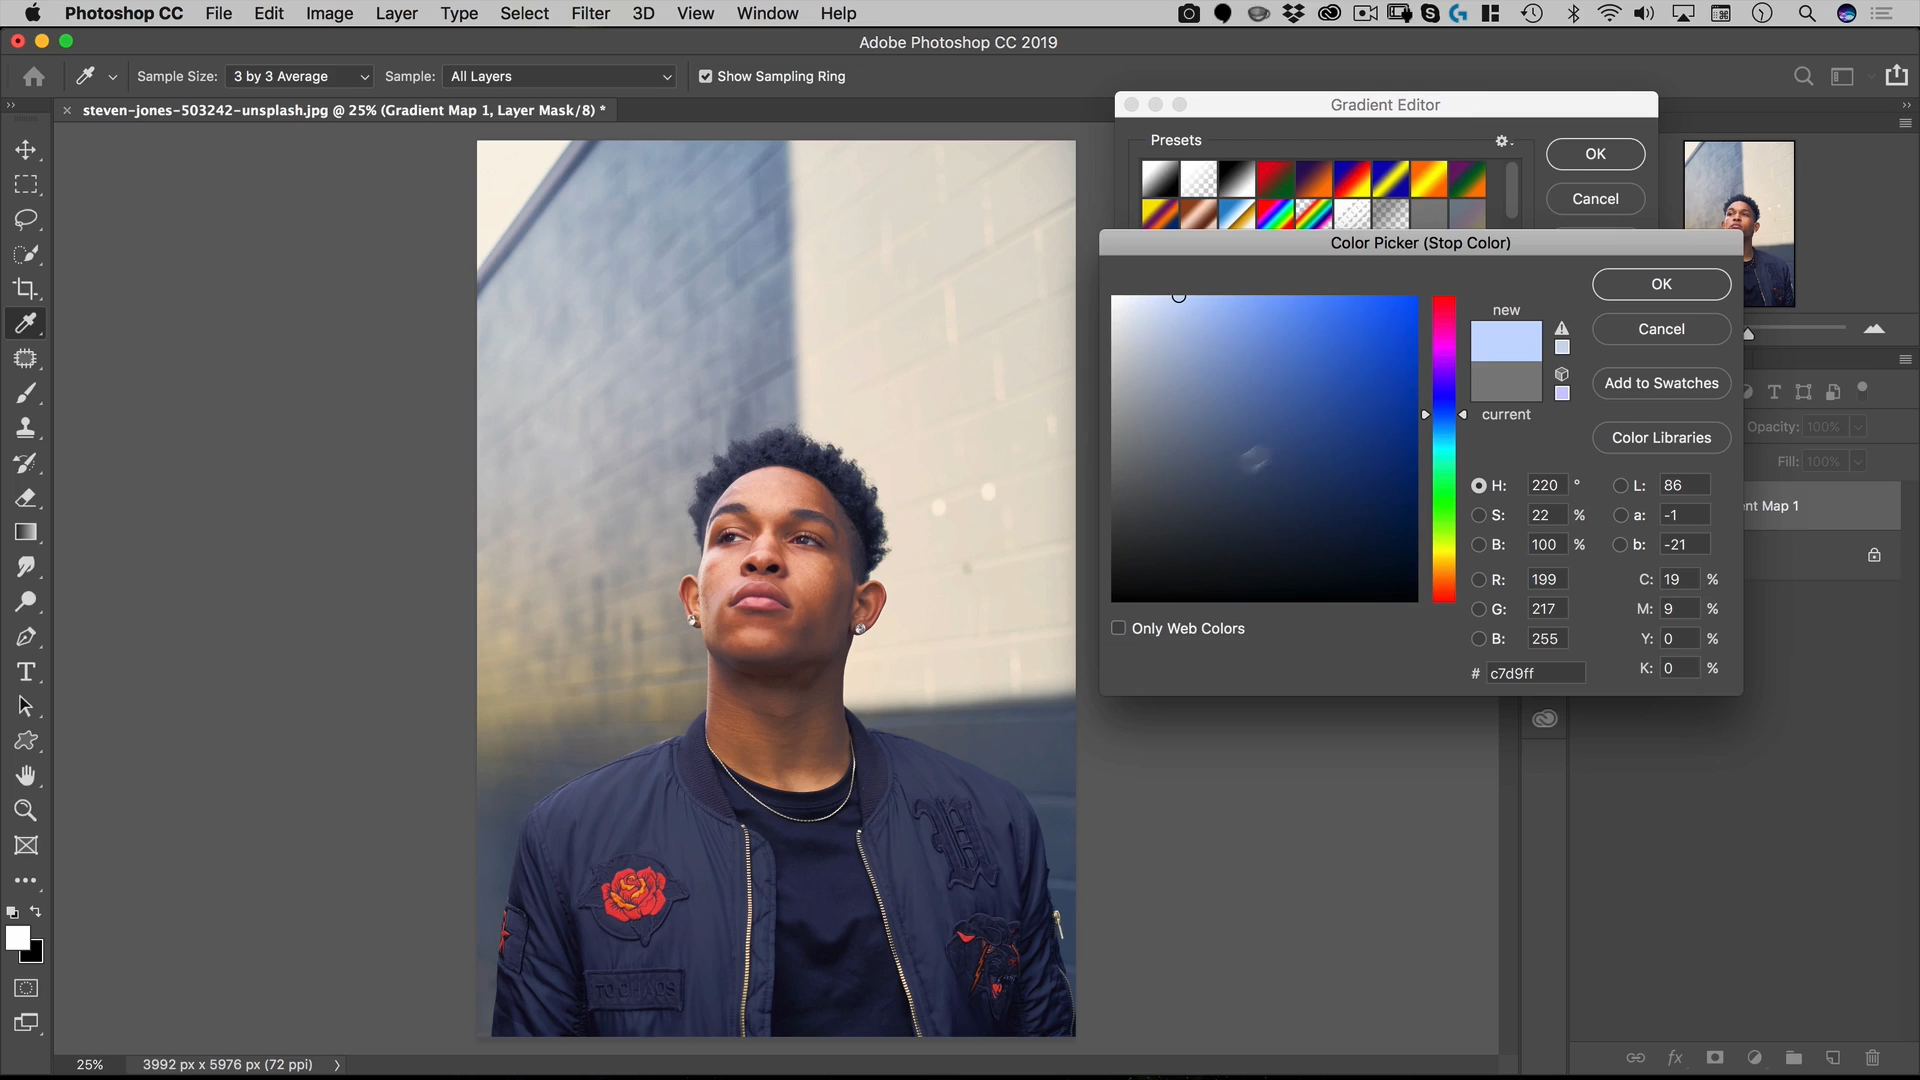 Photoshop CC File Edit Image Layer Type Select Filter 3D View Window Help
Adobe Photoshop CC 2019
Sample Size: 3 by 3 Average Sample: All Layers Show Sampling Ring
steven-jones-503242-unsplash.jpg @ 25% (Gradient Map 1, Layer Mask/8) *
Gradient Editor
Presets
OK
Cancel
Color Picker (Stop Color)
OK
new
Cancel
Add to Swatches
current
Opacity: 100%
Color Libraries
Fill: 100%
H: 220 ° L: 86
nt Map 1
S: 22 % a: -1
B: 100 % b: -21
R: 199 C: 19 %
G: 217 M: 9 %
Only Web Colors
B: 255 Y: 0 %
# c7d9ff K: 0 %
TO CHAOS
25% 3992 px x 5976 px (72 ppi)
fx